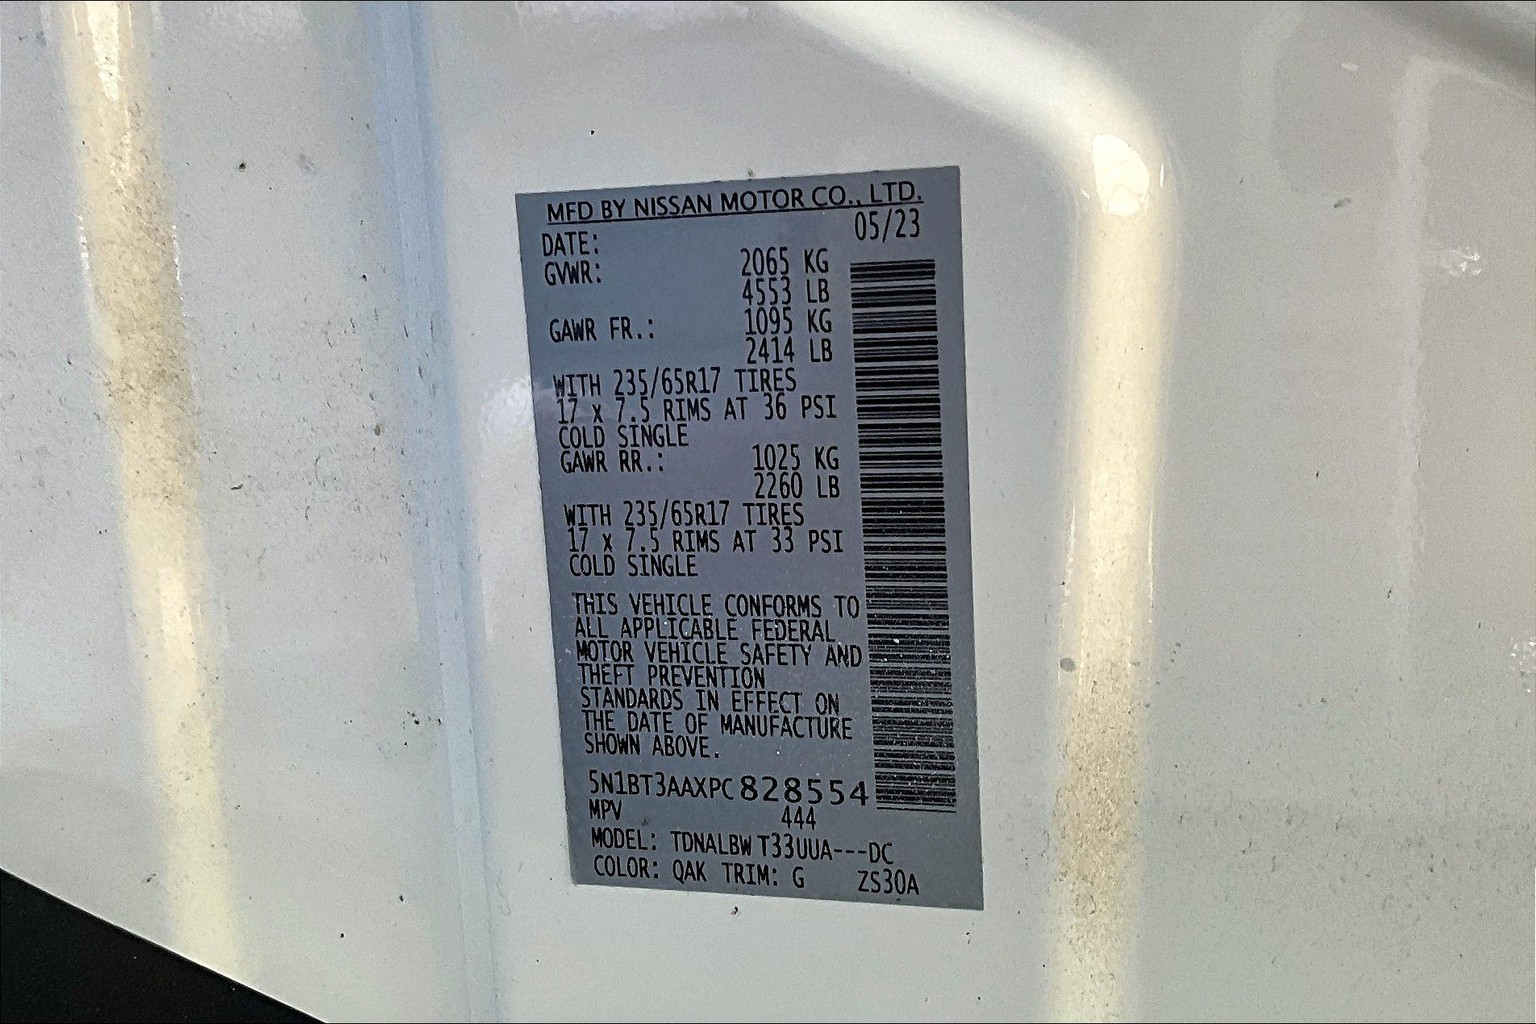 MFD BY NISSAN MOTOR CO., LTD.
DATE: 05/23
GVWR: 2065 KG
4553 LB
GAWR FR.: 1095 KG
2414 LB
WITH 235/65R17 TIRES
17 x 7.5 RIMS AT 36 PSI
COLD SINGLE
GAWR RR.: 1025 KG
2260 LB
WITH 235/65R17 TIRES
17 x 7.5 RIMS AT 33 PSI
COLD SINGLE
THIS VEHICLE CONFORMS TO
ALL APPLICABLE FEDERAL
MOTOR VEHICLE SAFETY AND
THEFT PREVENTION
STANDARDS IN EFFECT ON
THE DATE OF MANUFACTURE
SHOWN ABOVE.
5N1BT3AAXPC828554
MPV 444
MODEL: TDNALBW T33UUA---DC
COLOR: QAK TRIM: G ZS30A